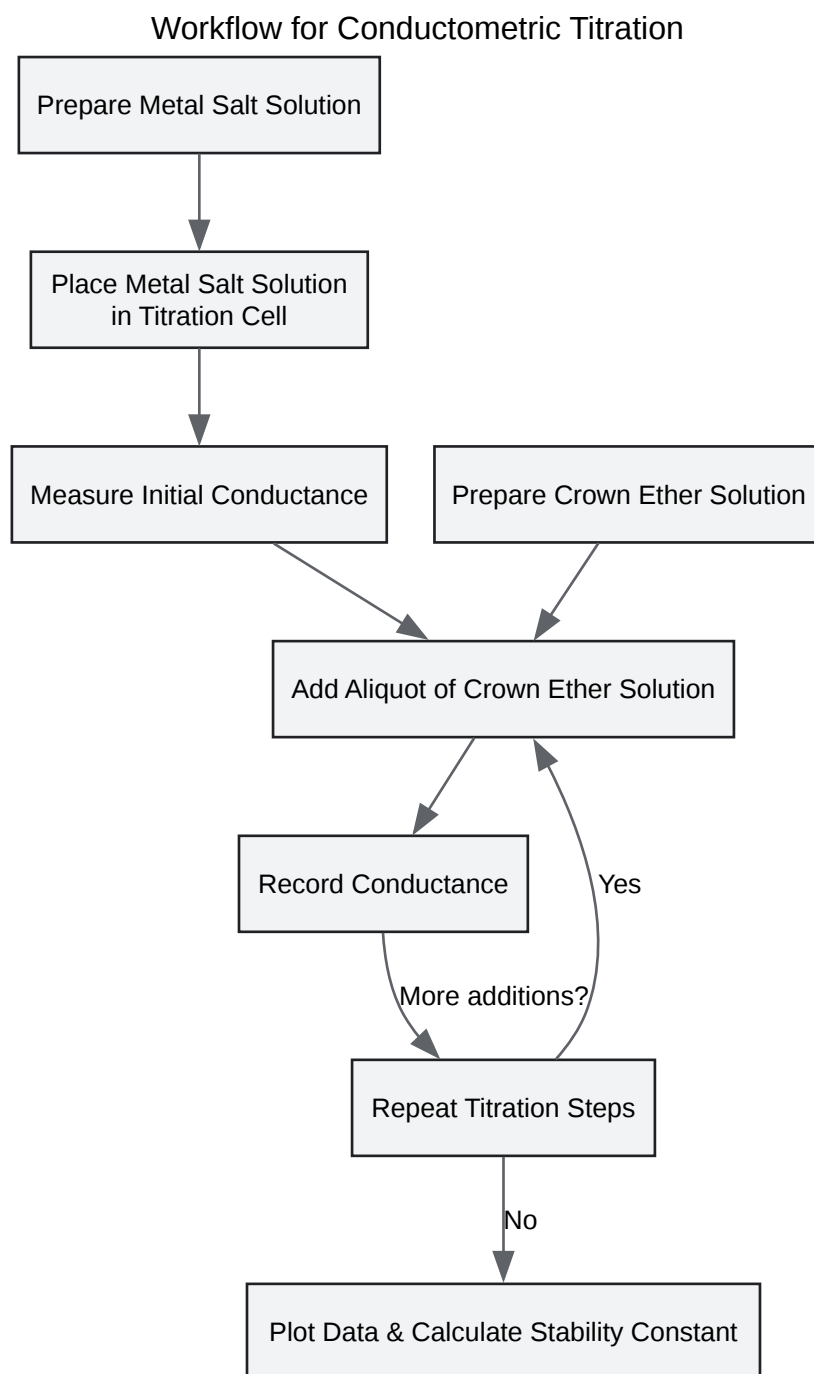 Workflow for Conductometric Titration
Prepare Metal Salt Solution
Place Metal Salt Solution
in Titration Cell
Measure Initial Conductance
Prepare Crown Ether Solution
Add Aliquot of Crown Ether Solution
Record Conductance
Yes
More additions?
Repeat Titration Steps
No
Plot Data & Calculate Stability Constant